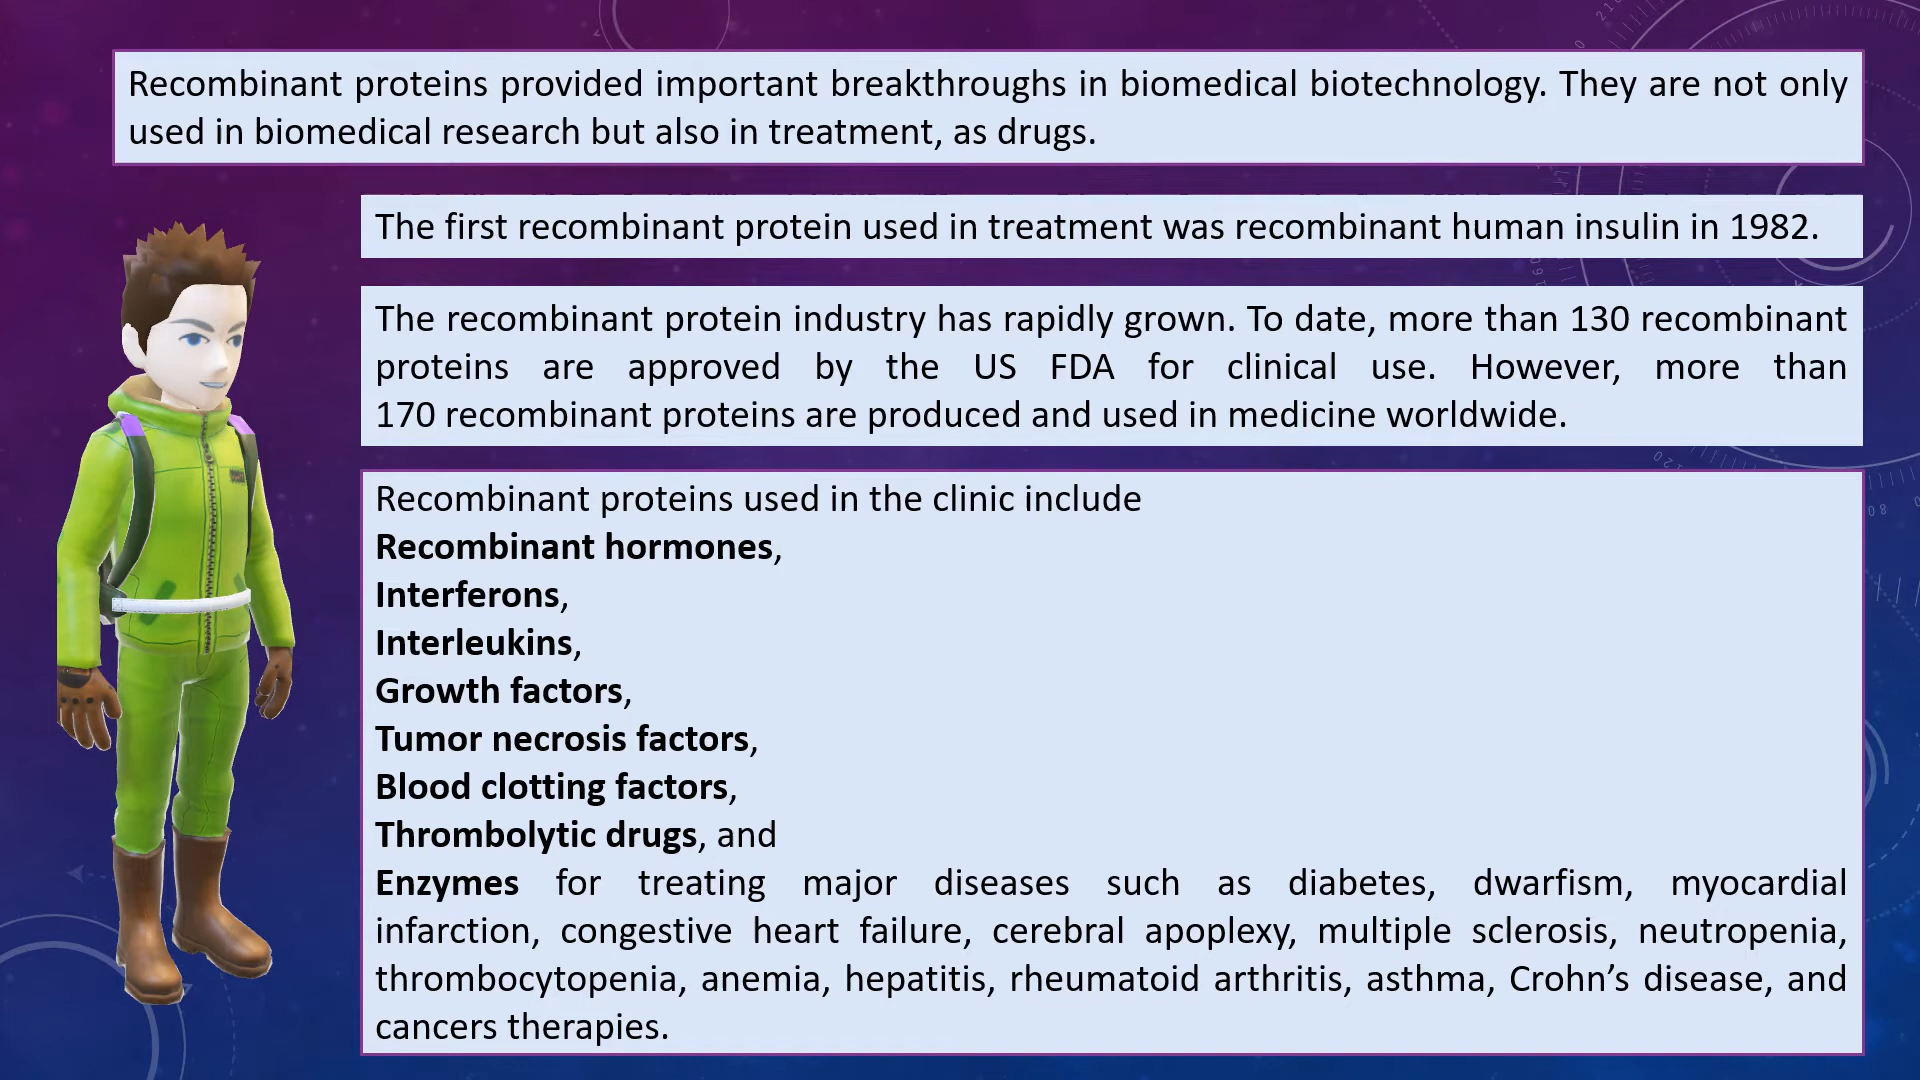 Recombinant proteins provided important breakthroughs in biomedical biotechnology. They are not only
used in biomedical research but also in treatment, as drugs.
The first recombinant protein used in treatment was recombinant human insulin in 1982.
The recombinant protein industry has rapidly grown. To date, more than 130 recombinant
proteins are approved by the US FDA for clinical use. However, more than
170 recombinant proteins are produced and used in medicine worldwide.
Recombinant proteins used in the clinic include
Recombinant hormones,
Interferons,
Interleukins,
Growth factors,
Tumor necrosis factors,
Blood clotting factors,
Thrombolytic drugs, and
Enzymes for treating major diseases such as diabetes, dwarfism, myocardial
infarction, congestive heart failure, cerebral apoplexy, multiple sclerosis, neutropenia,
thrombocytopenia, anemia, hepatitis, rheumatoid arthritis, asthma, Crohn’s disease, and
cancers therapies.